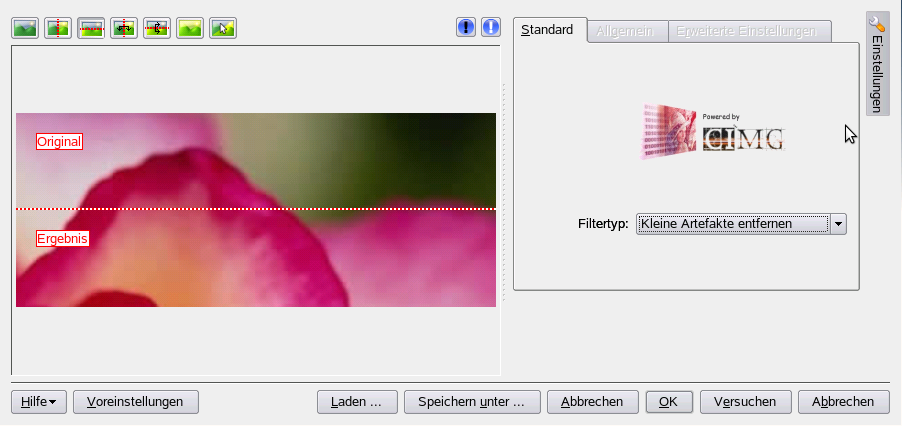 Standard
Allgemein
Erweiterte Einstellungen
Einstellungen
Original
Ergebnis
Powered by
CIMG
Filtertyp:
Kleine Artefakte entfernen
Hilfe
Voreinstellungen
Laden ...
Speichern unter ...
Abbrechen
OK
Versuchen
Abbrechen